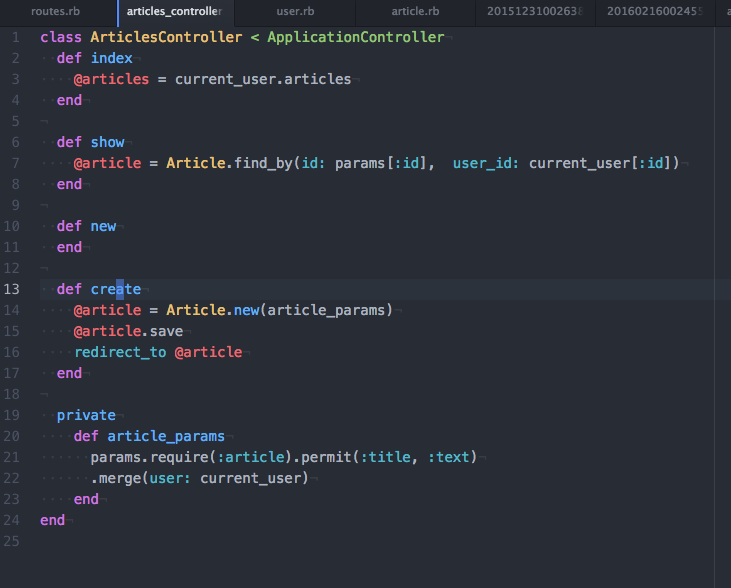 routes.rb articles_controller user.rb article.rb 2015123100263 2016021600245
1 class ArticlesController < ApplicationController
2 def index
3 @articles = current_user.articles
4 end
5
6 def show
7 @article = Article.find_by(id: params[:id],  user_id: current_user[:id])
8 end
9
10 def new
11 end
12
13 def create
14 @article = Article.new(article_params)
15 @article.save
16 redirect_to @article
17 end
18
19 private
20 def article_params
21 params.require(:article).permit(:title, :text)
22 .merge(user: current_user)
23 end
24 end
25